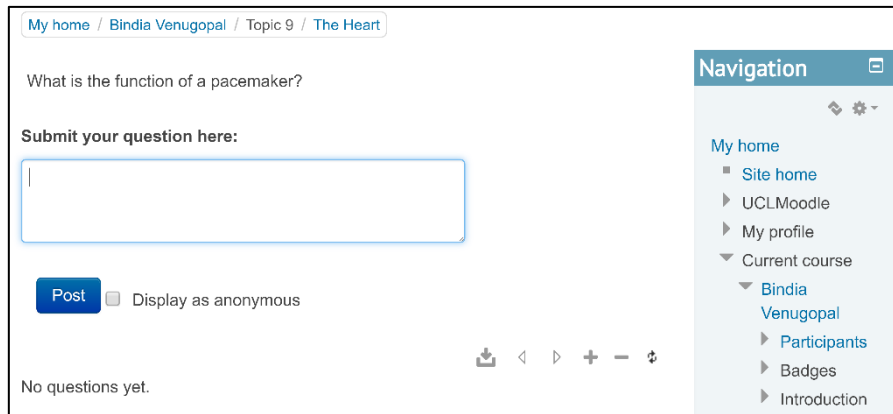 My home / Bindia Venugopal / Topic 9 / The Heart
What is the function of a pacemaker?
Submit your question here:
Post
Display as anonymous
No questions yet.
Navigation
My home
Site home
UCLMoodle
My profile
Current course
Bindia
Venugopal
Participants
Badges
Introduction